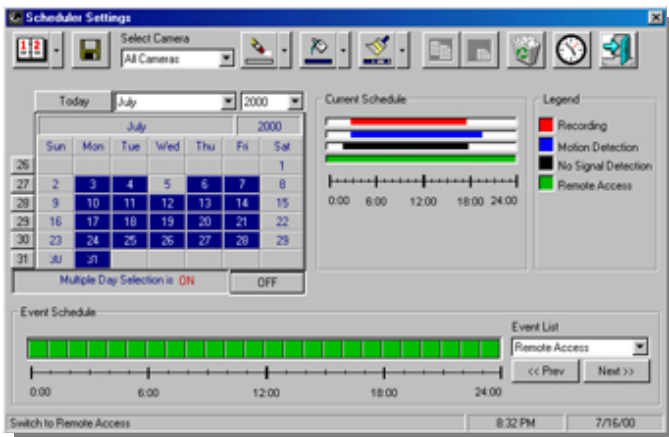 Scheduler Settings
Select Camera
All Cameras
Today July 2000
July 2000
Sun Mon Tue Wed Thu Fri Sat
26 1
27 2 3 4 5 6 7 8
28 9 10 11 12 13 14 15
29 16 17 18 19 20 21 22
30 23 24 25 26 27 28 29
31 30 31
Multiple Day Selection is ON OFF
Current Schedule
0:00 6:00 12:00 18:00 24:00
Legend
Recording
Motion Detection
No Signal Detection
Remote Access
Event Schedule
0:00 6:00 12:00 18:00 24:00
Event List
Remote Access
<< Prev Next >>
Switch to Remote Access 8:32 PM 7/16/00